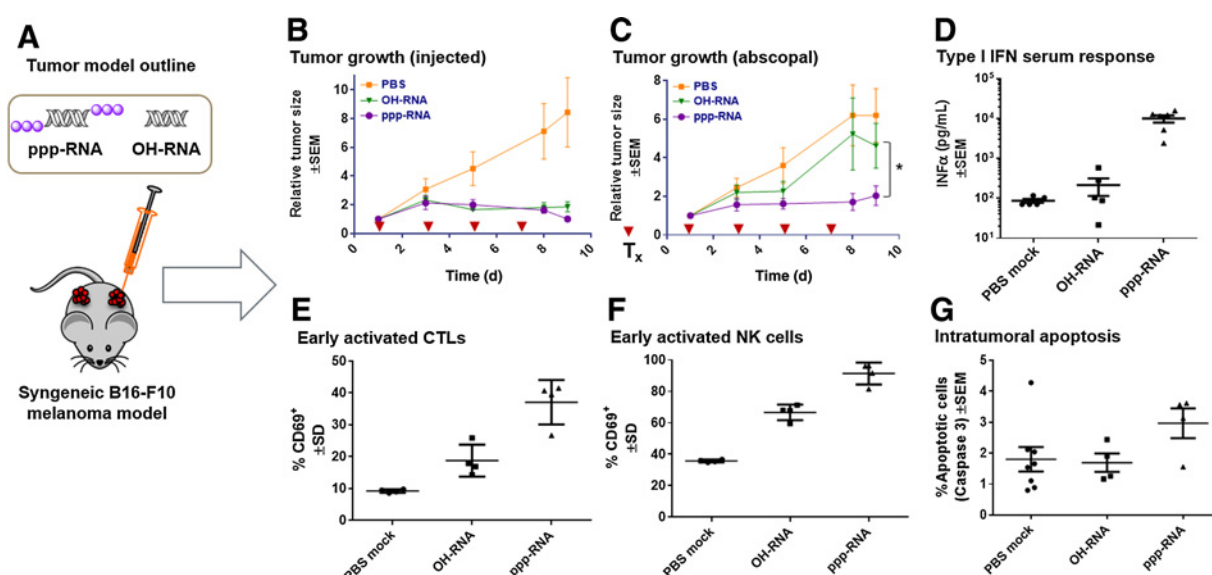 A
Tumor model outline
ppp-RNA
OH-RNA
Syngeneic B16-F10
melanoma model
B
Tumor growth (injected)
PBS
OH-RNA
ppp-RNA
Relative tumor size
±SEM
10
8
6
4
2
0
0
2
4
6
8
10
Time (d)
C
Tumor growth (abscopal)
PBS
OH-RNA
ppp-RNA
Relative tumor size
±SEM
8
6
4
2
0
*
Tx
0
2
4
6
8
10
Time (d)
D
Type I IFN serum response
INFα (pg/mL)
±SEM
10⁵
10⁴
10³
10²
10¹
PBS mock
OH-RNA
ppp-RNA
E
Early activated CTLs
% CD69⁺
±SD
50
40
30
20
10
0
PBS mock
OH-RNA
ppp-RNA
F
Early activated NK cells
% CD69⁺
±SD
100
80
60
40
20
0
PBS mock
OH-RNA
ppp-RNA
G
Intratumoral apoptosis
%Apoptotic cells
(Caspase 3) ±SEM
5
4
3
2
1
0
PBS mock
OH-RNA
ppp-RNA